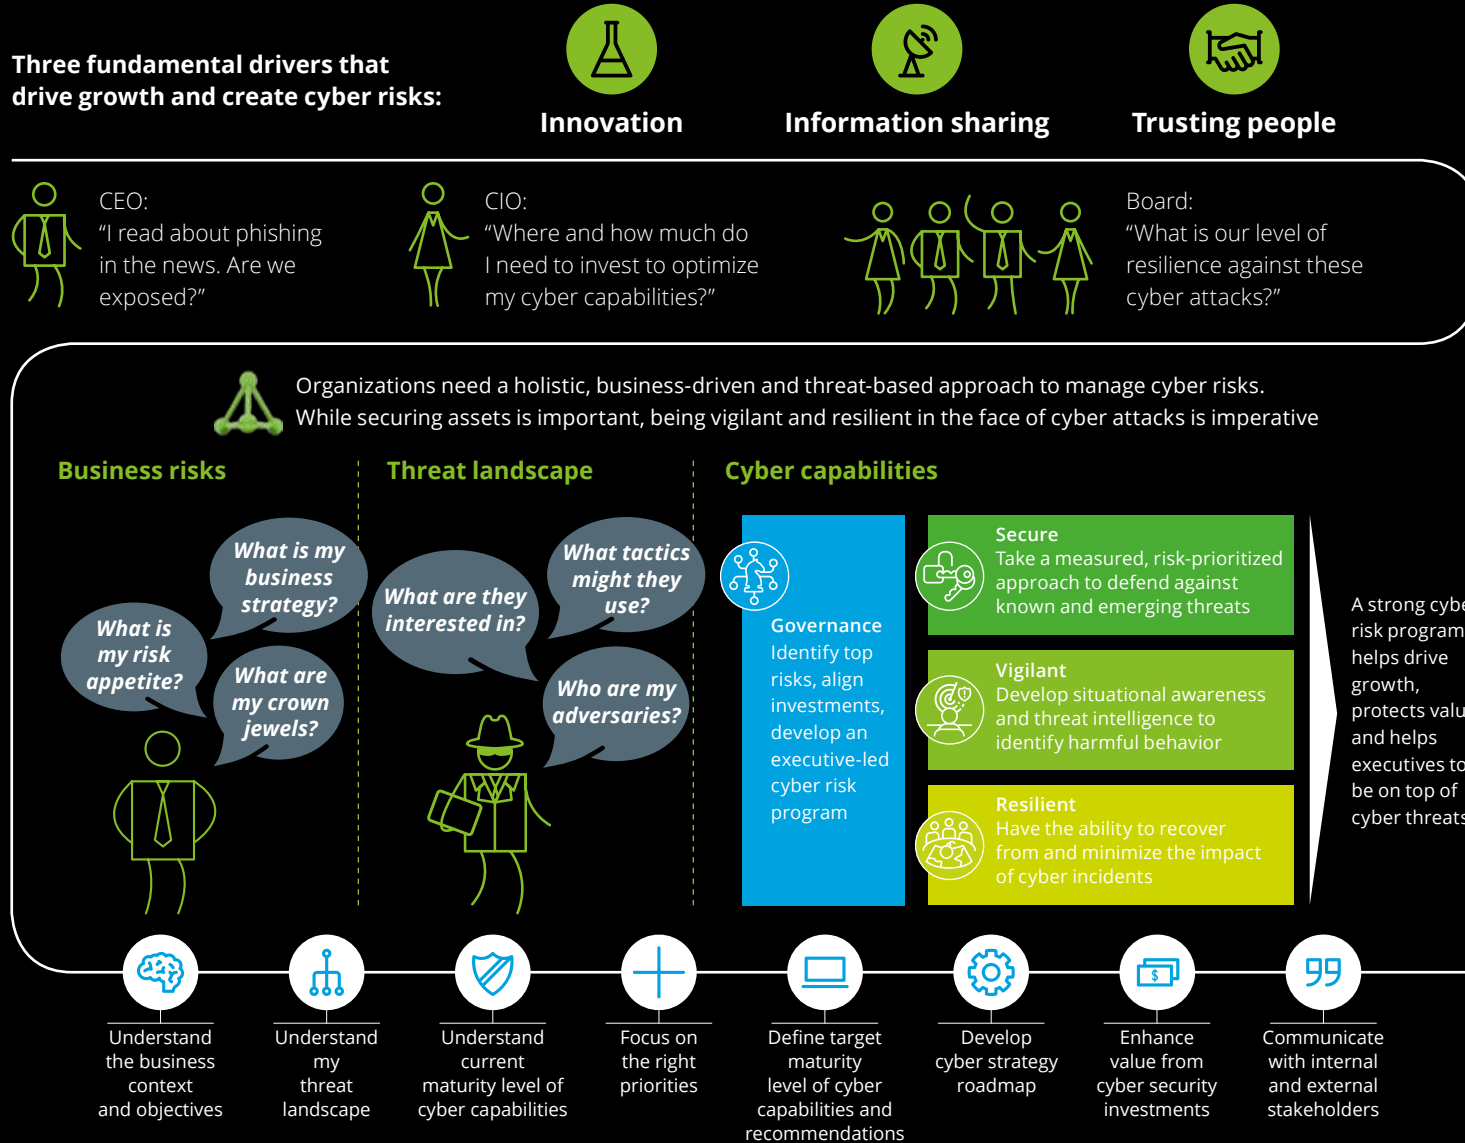 Three fundamental drivers that
drive growth and create cyber risks:
Innovation
Information sharing
Trusting people
CEO:
“I read about phishing
in the news. Are we
exposed?”
CIO:
“Where and how much do
I need to invest to optimize
my cyber capabilities?”
Board:
“What is our level of
resilience against these
cyber attacks?”
Organizations need a holistic, business-driven and threat-based approach to manage cyber risks.
While securing assets is important, being vigilant and resilient in the face of cyber attacks is imperative
Business risks
What is my
business
strategy?
What is
my risk
appetite?
What are
my crown
jewels?
Threat landscape
What tactics
might they
use?
What are they
interested in?
Who are my
adversaries?
Cyber capabilities
Governance
Identify top
risks, align
investments,
develop an
executive-led
cyber risk
program
Secure
Take a measured, risk-prioritized
approach to defend against
known and emerging threats
Vigilant
Develop situational awareness
and threat intelligence to
identify harmful behavior
Resilient
Have the ability to recover
from and minimize the impact
of cyber incidents
A strong cybe
risk program
helps drive
growth,
protects valu
and helps
executives to
be on top of
cyber threats
$
Understand
the business
context
and objectives
Understand
my
threat
landscape
Understand
current
maturity level of
cyber capabilities
Focus on
the right
priorities
Define target
maturity
level of cyber
capabilities and
recommendations
Develop
cyber strategy
roadmap
Enhance
value from
cyber security
investments
Communicate
with internal
and external
stakeholders